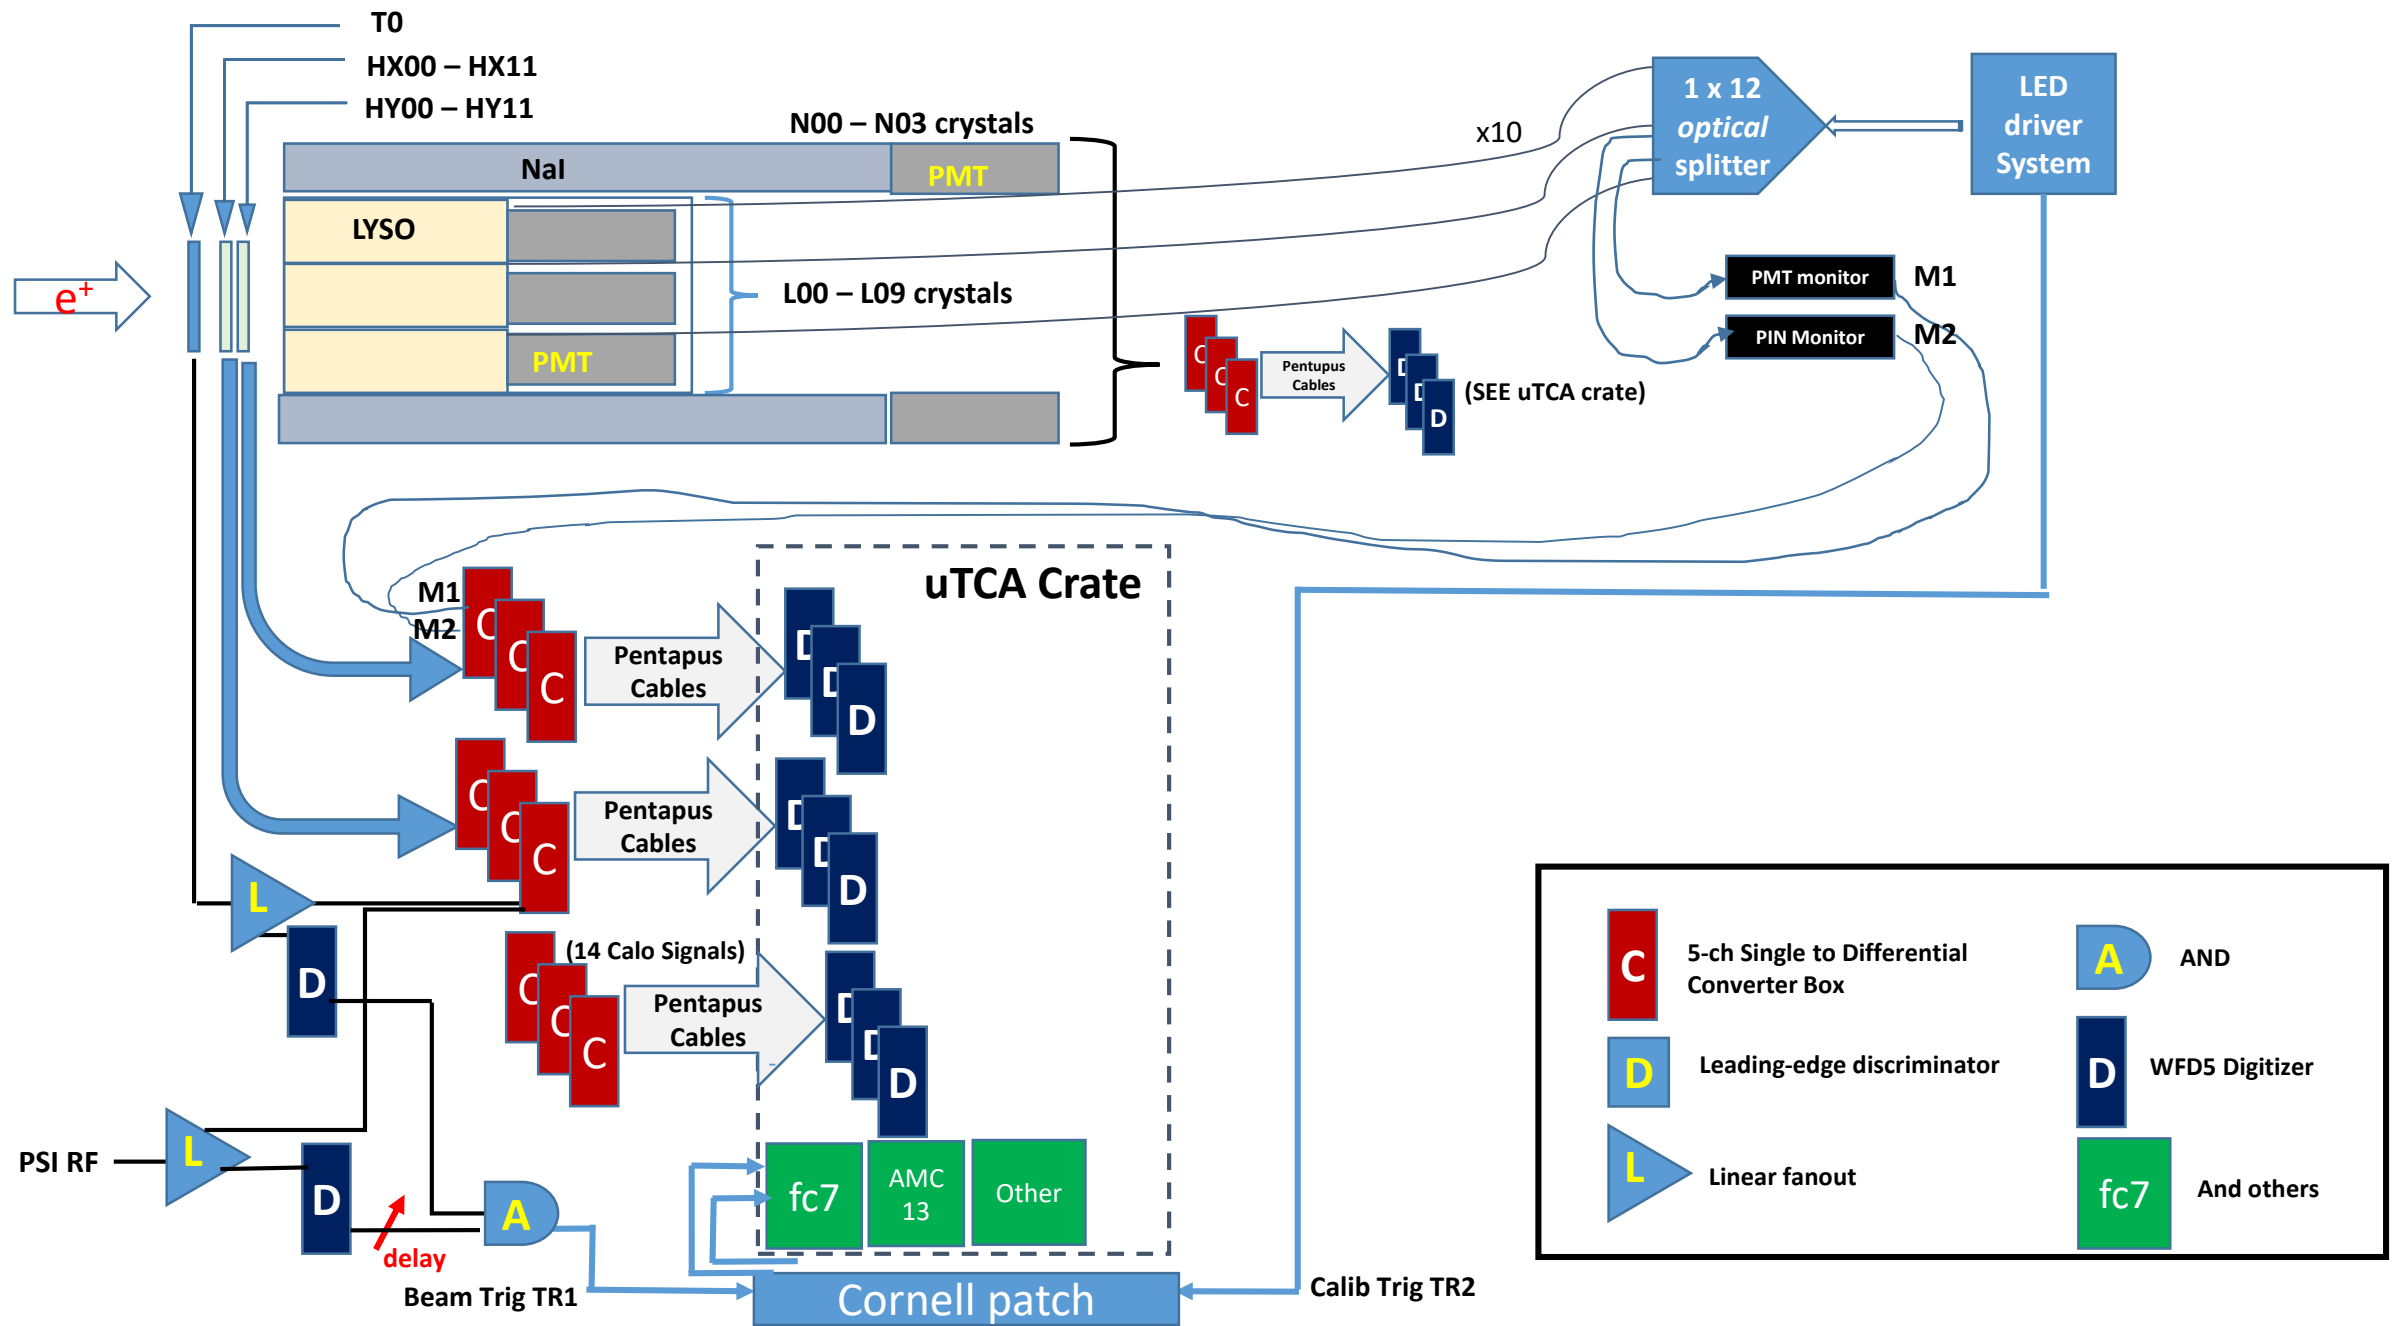 T0
HX00 – HX11
HY00 – HY11
N00 – N03 crystals
NaI
PMT
LYSO
L00 – L09 crystals
PMT
e+
x10
1 x 12
optical
splitter
LED
driver
System
PMT monitor
M1
PIN Monitor
M2
C
C
C
Pentupus
Cables
D
D
D
(SEE uTCA crate)
uTCA Crate
M1
M2
C
C
C
Pentapus
Cables
D
D
D
C
C
C
Pentapus
Cables
D
D
D
L
D
(14 Calo Signals)
C
C
C
Pentapus
Cables
D
D
D
PSI RF
L
D
delay
A
fc7
AMC
13
Other
Beam Trig TR1
Cornell patch
Calib Trig TR2
C
5-ch Single to Differential
Converter Box
A
AND
D
Leading-edge discriminator
D
WFD5 Digitizer
L
Linear fanout
fc7
And others